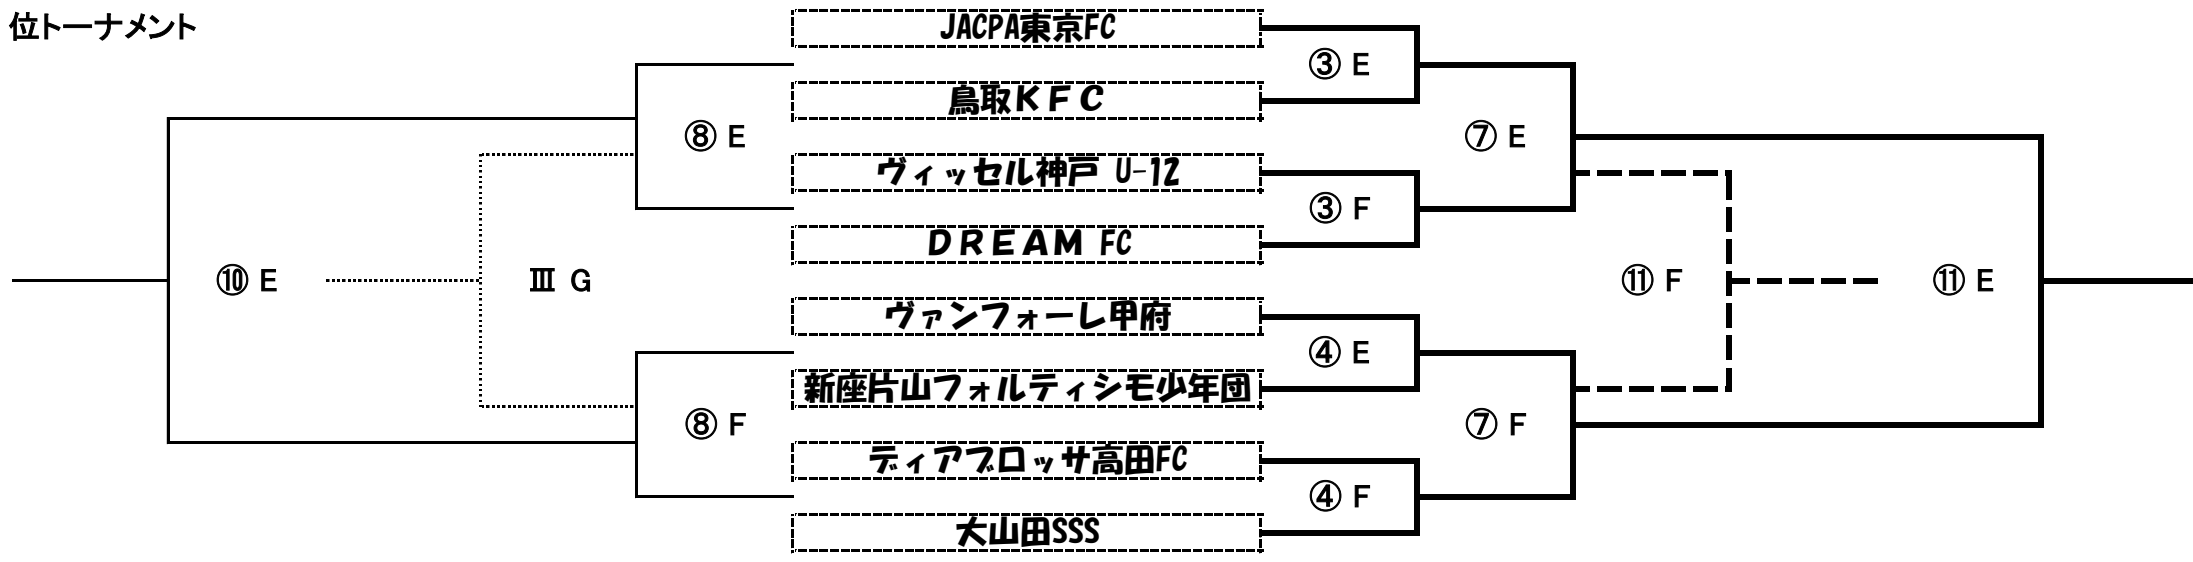 位トーナメント
JACPA東京FC
③ E
鳥取KFC
⑧ E
⑦ E
ヴィッセル神戸 U-12
③ F
DREAM FC
⑩ E
Ⅲ G
⑪ F
⑪ E
ヴァンフォーレ甲府
④ E
新座片山フォルティシモ少年団
⑧ F
⑦ F
ディアブロッサ高田FC
④ F
大山田SSS